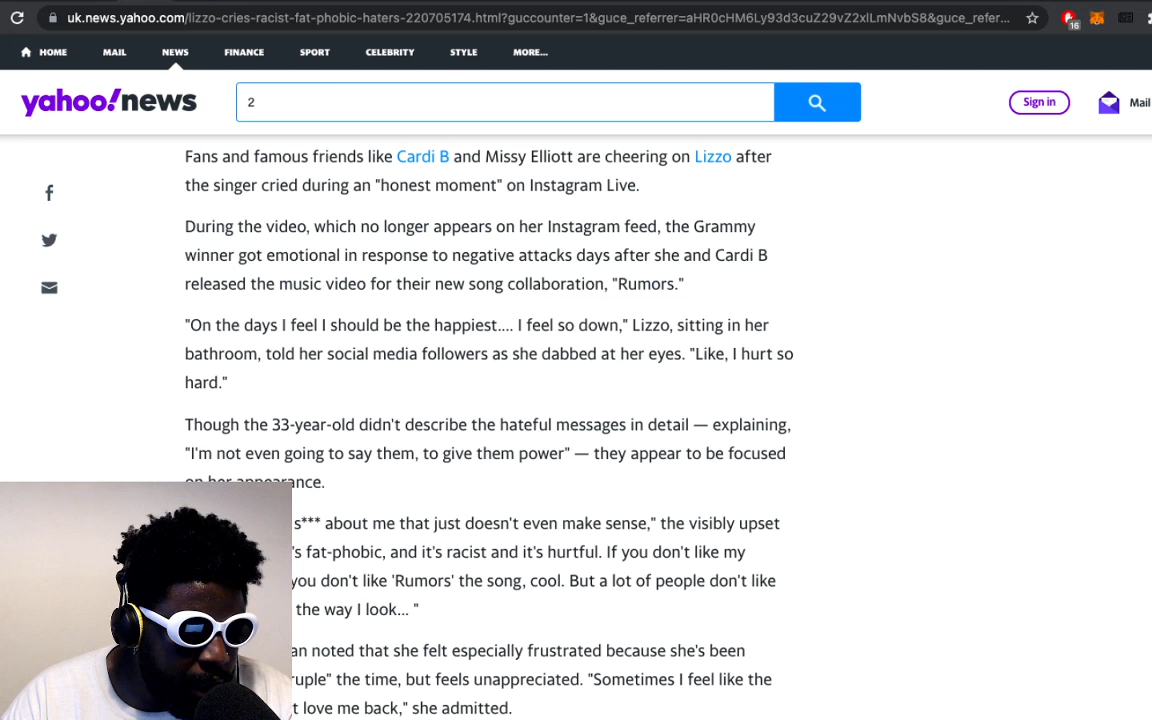 uk.news.yahoo.com/lizzo-cries-racist-fat-phobic-haters-220705174.html?guccounter=1&guce_referrer=aHR0cHM6Ly93d3cuZ29vZ2xlLmNvbS8&guce_refer...
16
HOME MAIL NEWS FINANCE SPORT CELEBRITY STYLE MORE...
yahoo!news 2 Sign in Mail
Fans and famous friends like Cardi B and Missy Elliott are cheering on Lizzo after
the singer cried during an "honest moment" on Instagram Live.
During the video, which no longer appears on her Instagram feed, the Grammy
winner got emotional in response to negative attacks days after she and Cardi B
released the music video for their new song collaboration, "Rumors."
"On the days I feel I should be the happiest.... I feel so down," Lizzo, sitting in her
bathroom, told her social media followers as she dabbed at her eyes. "Like, I hurt so
hard."
Though the 33-year-old didn't describe the hateful messages in detail — explaining,
"I'm not even going to say them, to give them power" — they appear to be focused
on her appearance.
s*** about me that just doesn't even make sense," the visibly upset
's fat-phobic, and it's racist and it's hurtful. If you don't like my
you don't like 'Rumors' the song, cool. But a lot of people don't like
the way I look... "
an noted that she felt especially frustrated because she's been
ruple" the time, but feels unappreciated. "Sometimes I feel like the
t love me back," she admitted.